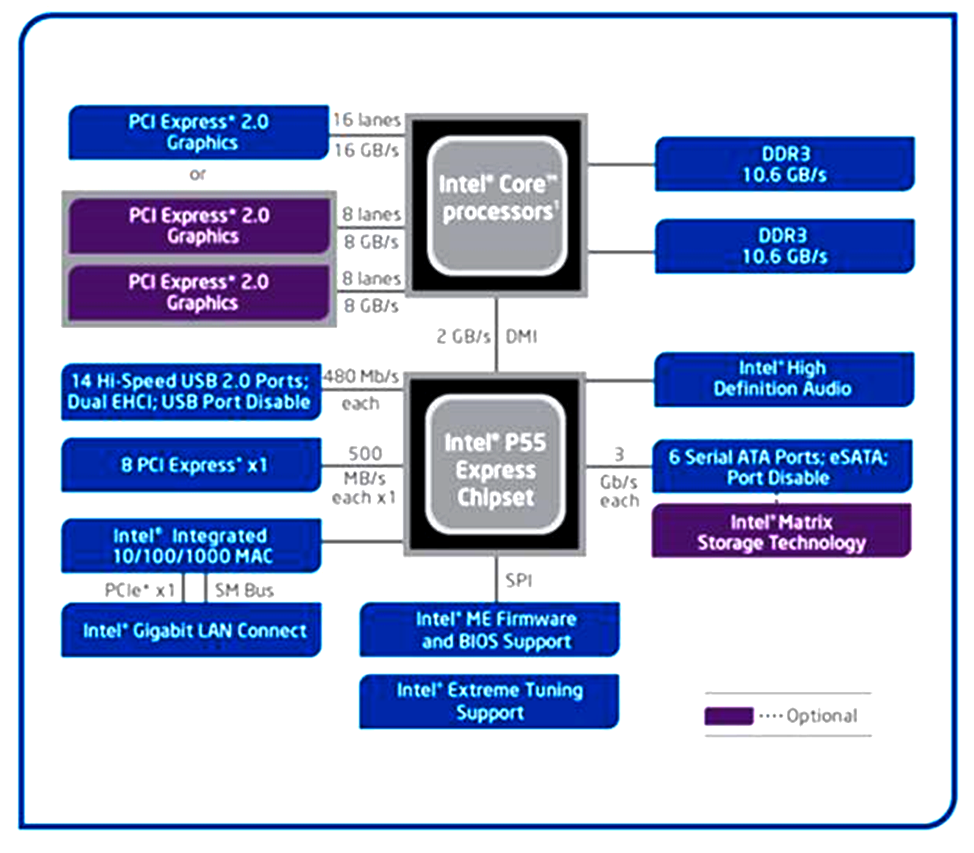 PCI Express* 2.0
Graphics
16 lanes
16 GB/s
or
PCI Express* 2.0
Graphics
8 lanes
8 GB/s
PCI Express* 2.0
Graphics
8 lanes
8 GB/s
Intel® Core™
processors¹
DDR3
10.6 GB/s
DDR3
10.6 GB/s
2 GB/s DMI
14 Hi-Speed USB 2.0 Ports;
Dual EHCI; USB Port Disable
480 Mb/s
each
Intel® High
Definition Audio
8 PCI Express* x1
500
MB/s
each x1
Intel® P55
Express
Chipset
3
Gb/s
each
6 Serial ATA Ports; eSATA;
Port Disable
Intel® Matrix
Storage Technology
Intel® Integrated
10/100/1000 MAC
PCIe* x1 SM Bus
Intel® Gigabit LAN Connect
SPI
Intel® ME Firmware
and BIOS Support
Intel® Extreme Tuning
Support
Optional